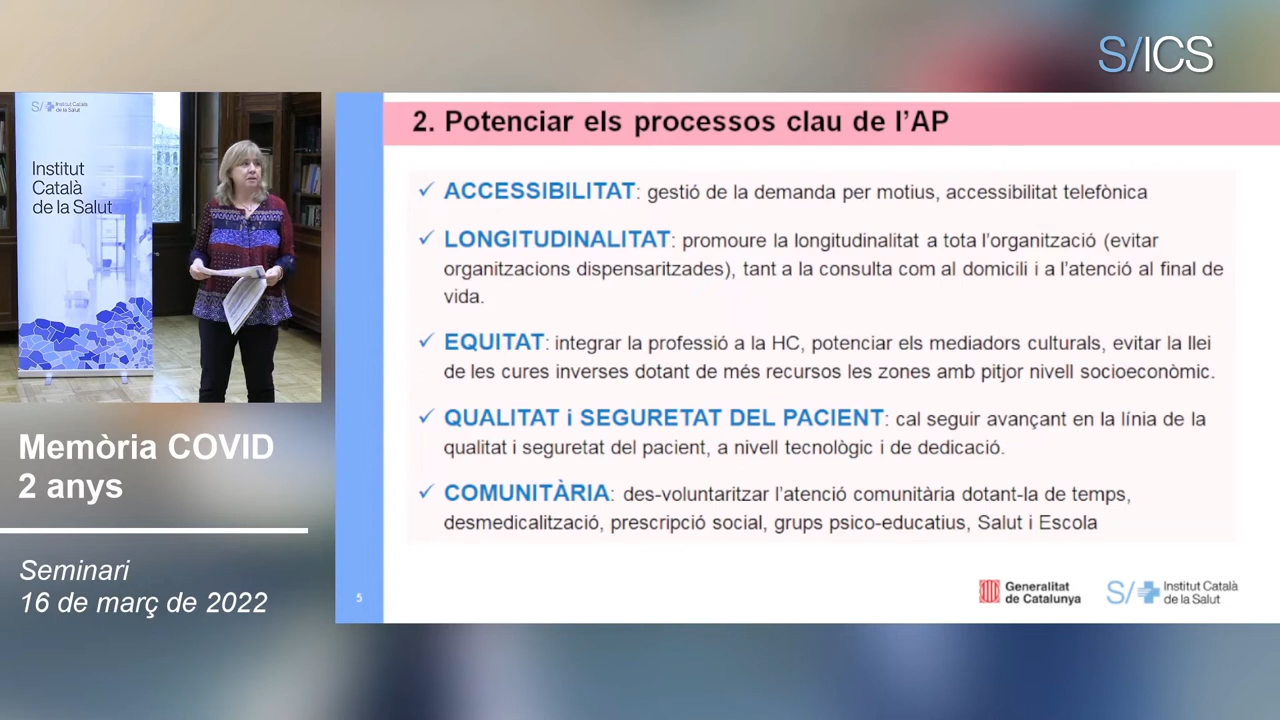 S/ICS
S/ Institut Català
de la Salut
Institut
Català
de la Salut
Memòria COVID
2 anys
Seminari
16 de març de 2022
2. Potenciar els processos clau de l'AP
✓ ACCESSIBILITAT: gestió de la demanda per motius, accessibilitat telefònica
✓ LONGITUDINALITAT: promoure la longitudinalitat a tota l'organització (evitar
organitzacions dispensaritzades), tant a la consulta com al domicili i a l'atenció al final de
vida.
✓ EQUITAT: integrar la professió a la HC, potenciar els mediadors culturals, evitar la llei
de les cures inverses dotant de més recursos les zones amb pitjor nivell socioeconòmic.
✓ QUALITAT i SEGURETAT DEL PACIENT: cal seguir avançant en la línia de la
qualitat i seguretat del pacient, a nivell tecnològic i de dedicació.
✓ COMUNITÀRIA: des-voluntaritzar l'atenció comunitària dotant-la de temps,
desmedicalització, prescripció social, grups psico-educatius, Salut i Escola
5
Generalitat
de Catalunya
S/ Institut Català
de la Salut